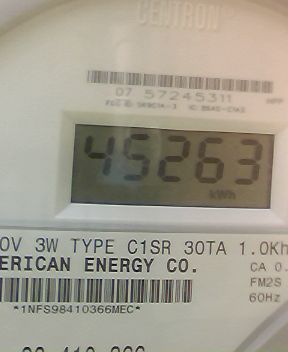 CENTRON
07 57245311
45263
kWh
0V 3W TYPE C1SR 30TA 1.0Kh
ERICAN ENERGY CO.
CA 0.
FM2S
60Hz
*1NFS98410366MEC*